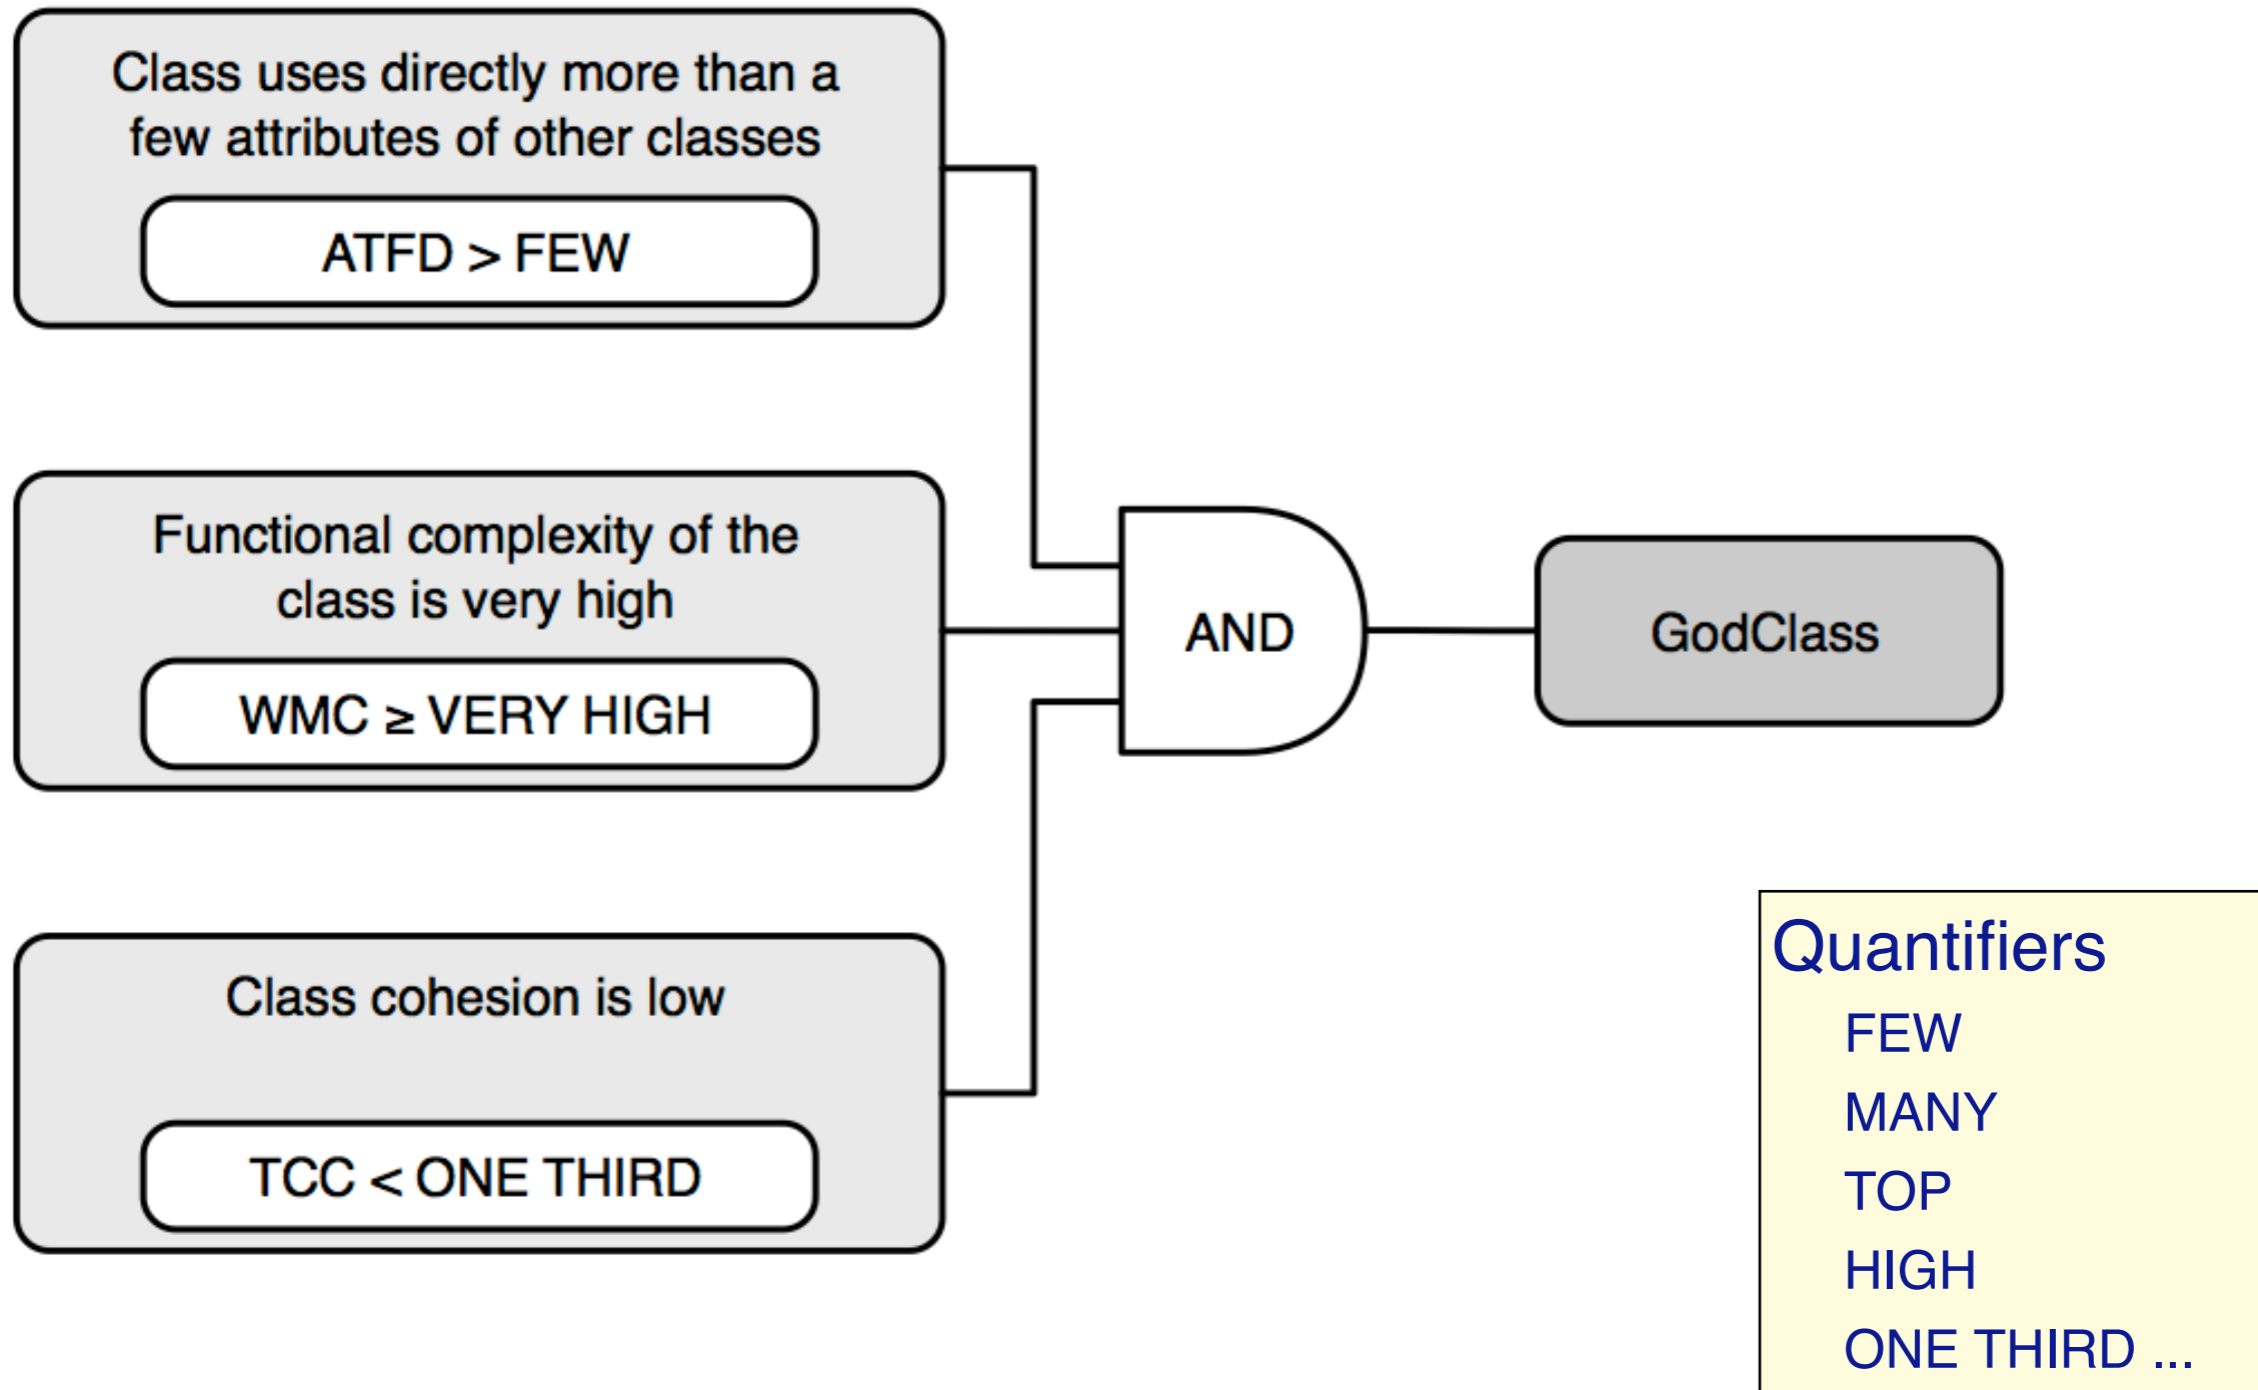 Class uses directly more than a
few attributes of other classes
ATFD > FEW
Functional complexity of the
class is very high
WMC ≥ VERY HIGH
Class cohesion is low
TCC < ONE THIRD
AND
GodClass
Quantifiers
FEW
MANY
TOP
HIGH
ONE THIRD ...